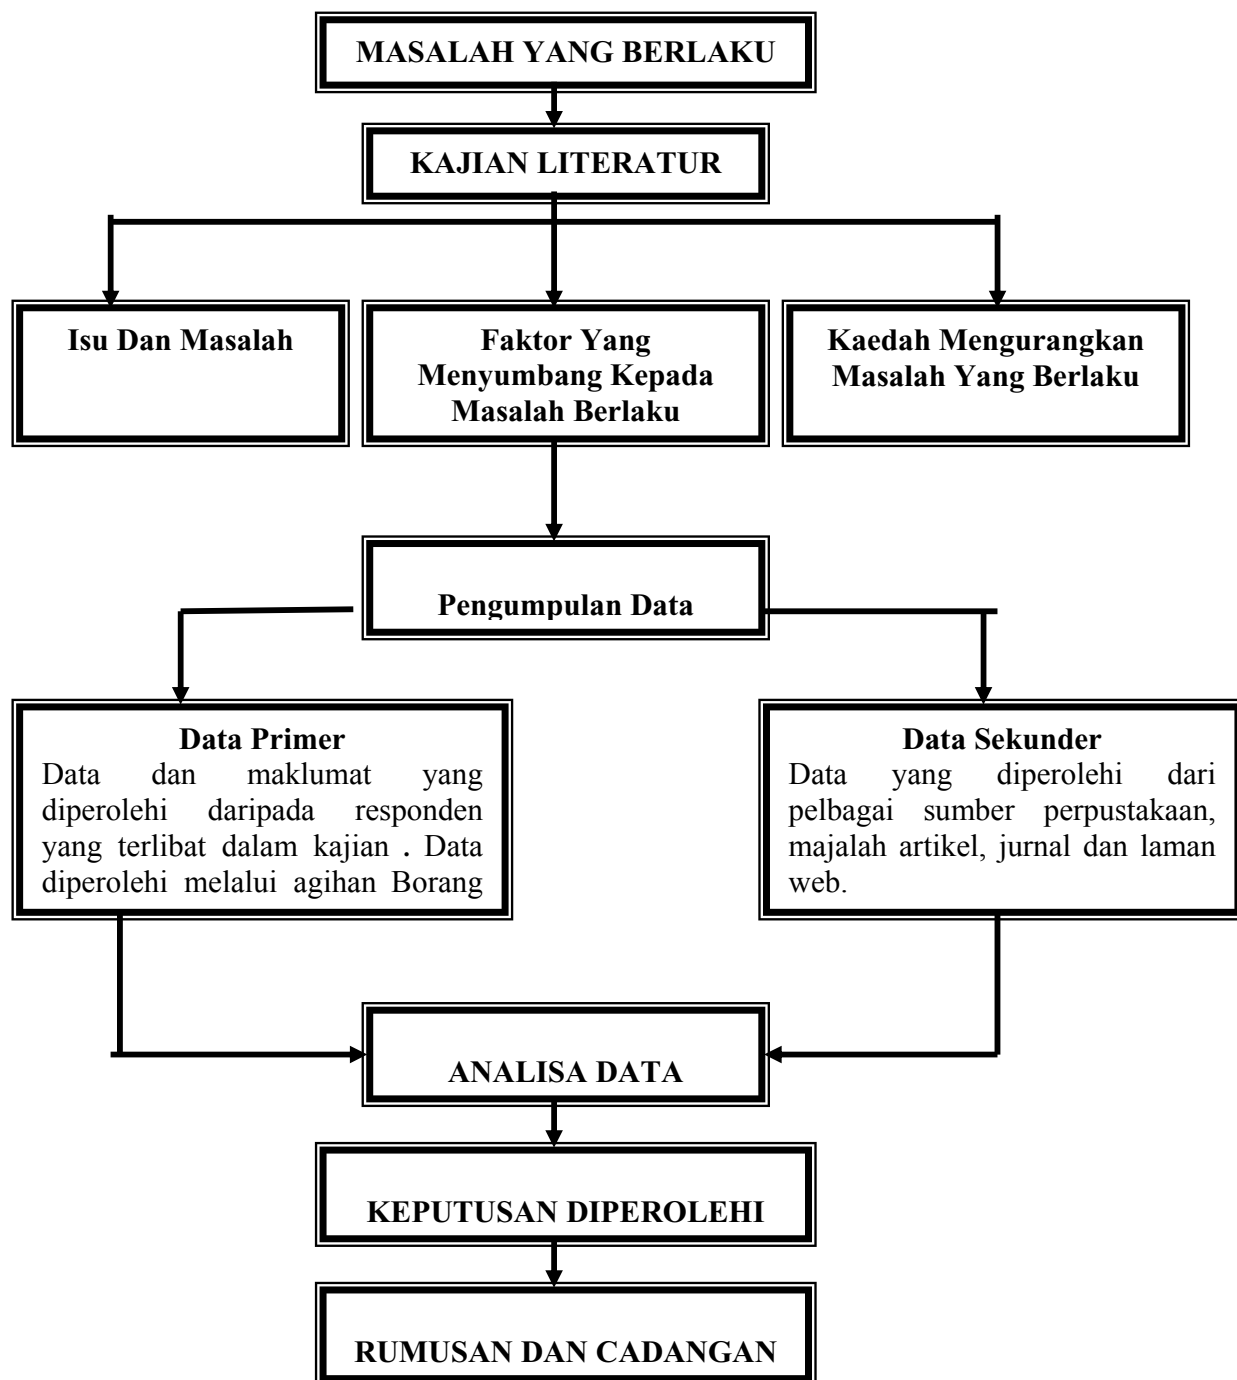 MASALAH YANG BERLAKU
KAJIAN LITERATUR
Isu Dan Masalah
Faktor Yang
Menyumbang Kepada
Masalah Berlaku
Kaedah Mengurangkan
Masalah Yang Berlaku
Pengumpulan Data
Data Primer
Data dan maklumat yang
diperolehi daripada responden
yang terlibat dalam kajian . Data
diperolehi melalui agihan Borang
Data Sekunder
Data yang diperolehi dari
pelbagai sumber perpustakaan,
majalah artikel, jurnal dan laman
web.
ANALISA DATA
KEPUTUSAN DIPEROLEHI
RUMUSAN DAN CADANGAN